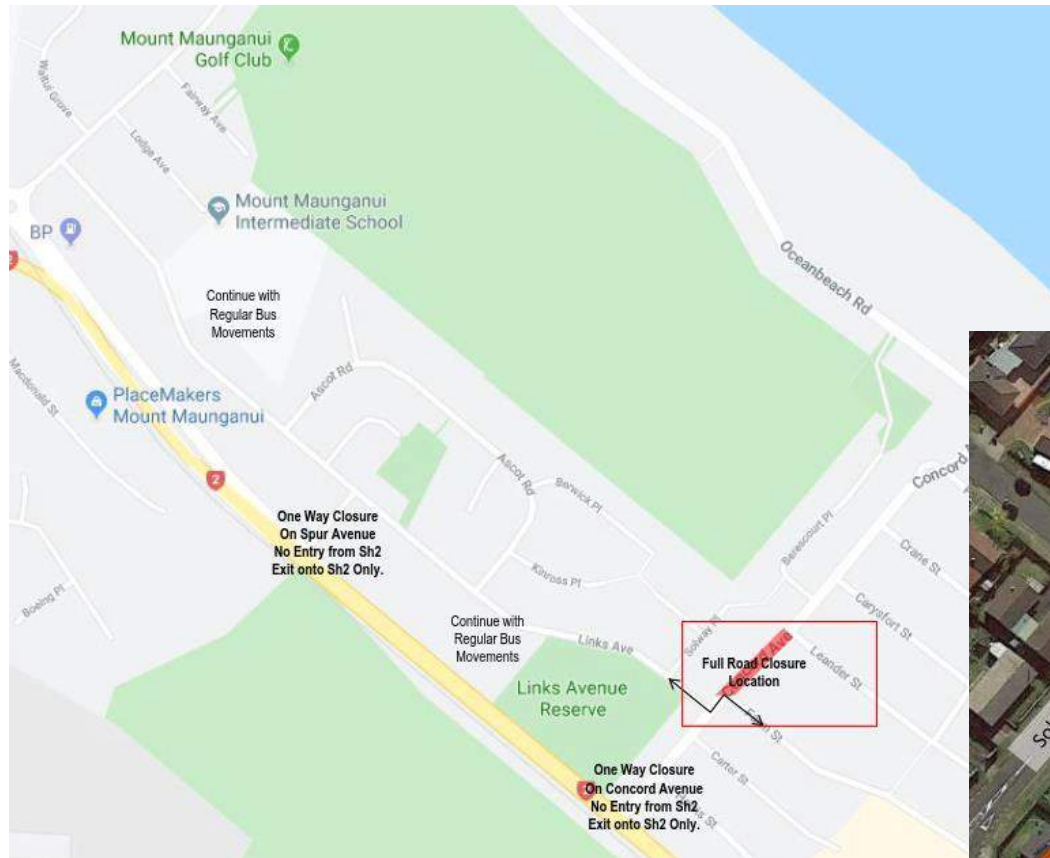 Mount Maunganui
Golf Club
Waitui Grove
Fairway Ave
Lodge Ave
Mount Maunganui
Intermediate School
BP
2
Oceanbeach Rd
Continue with
Regular Bus
Movements
Ascot Rd
Macdonald St
PlaceMakers
Mount Maunganui
2
Ascot Rd
Berwick Pl
Concord
One Way Closure
On Spur Avenue
No Entry from Sh2
Exit onto Sh2 Only.
Crane St
Berescourt Pl
Kinross Pl
Boeing Pl
Carysfort St
Continue with
Regular Bus
Movements
Links Ave
Solway Pl
Leander St
Full Road Closure
Location
Links Avenue
Reserve
Carter St
One Way Closure
On Concord Avenue
No Entry from Sh2
Exit onto Sh2 Only.
Sol